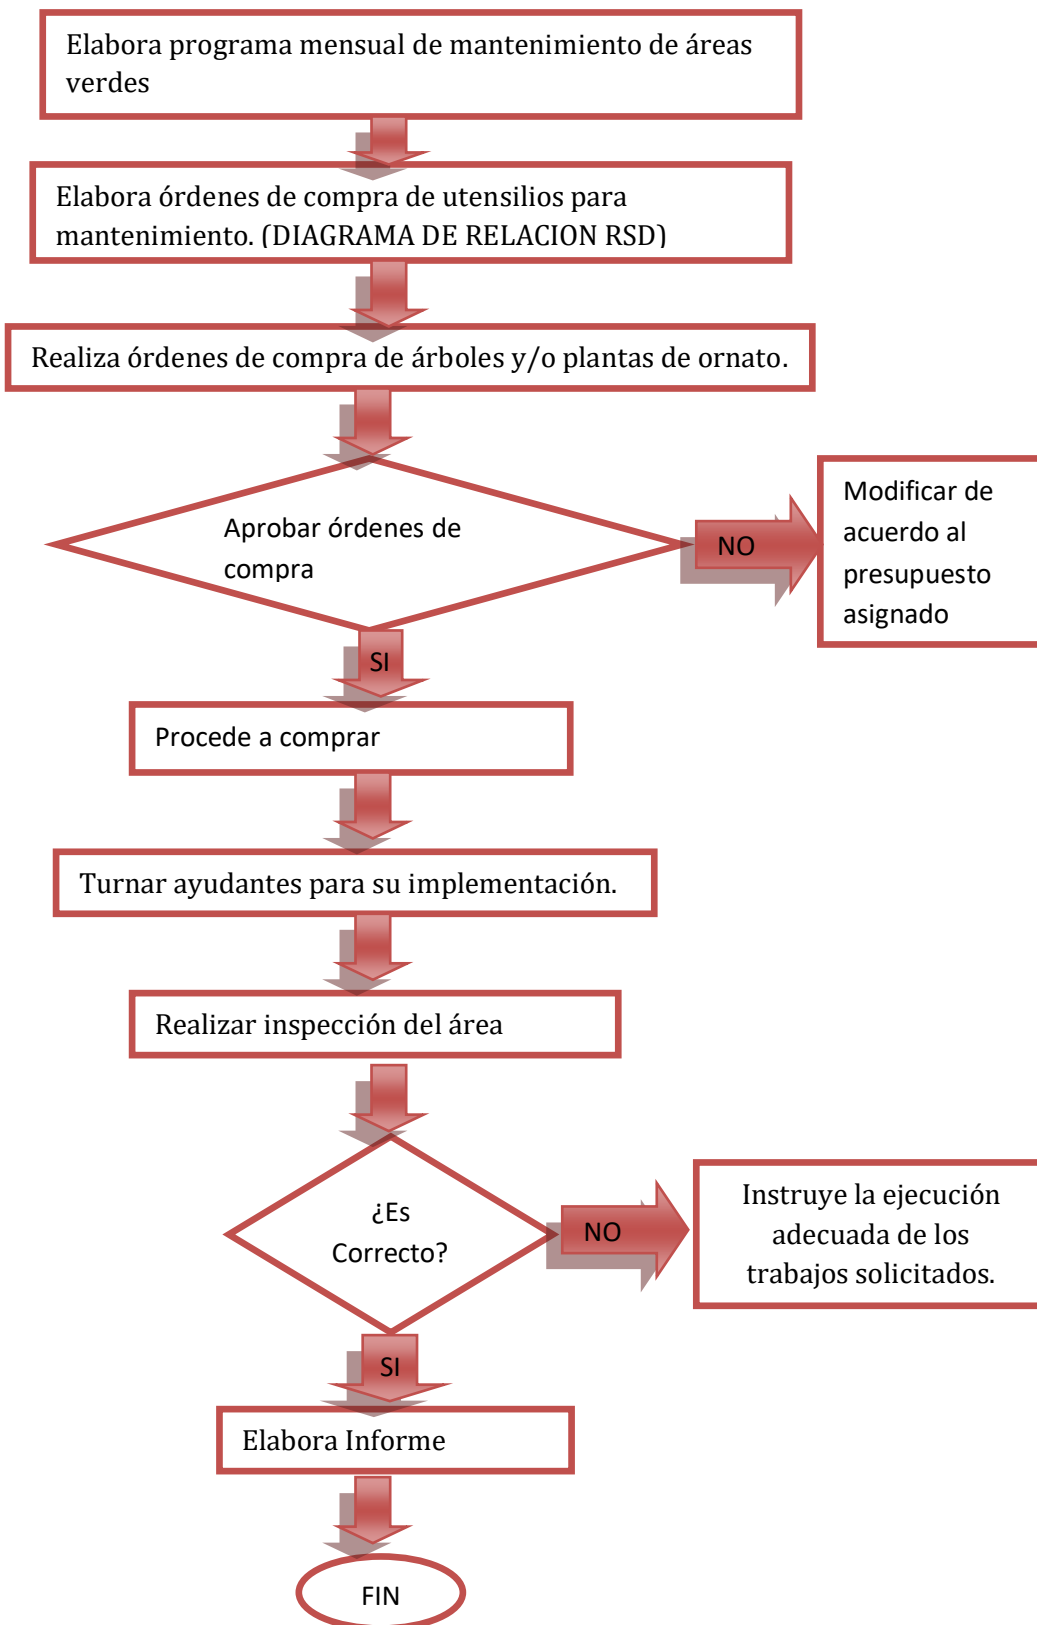 Elabora programa mensual de mantenimiento de áreas
verdes
Elabora órdenes de compra de utensilios para
mantenimiento. (DIAGRAMA DE RELACION RSD)
Realiza órdenes de compra de árboles y/o plantas de ornato.
Aprobar órdenes de
compra
NO
Modificar de
acuerdo al
presupuesto
asignado
SI
Procede a comprar
Turnar ayudantes para su implementación.
Realizar inspección del área
¿Es
Correcto?
NO
Instruye la ejecución
adecuada de los
trabajos solicitados.
SI
Elabora Informe
FIN